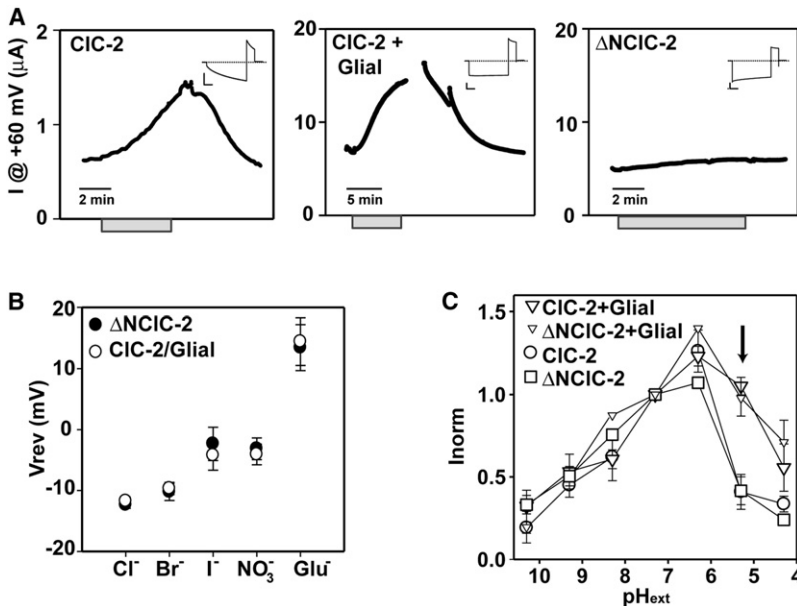 A
I @ +60 mV (µA)
2
1
0
ClC-2
2 min
20
10
0
ClC-2 +
Glial
5 min
20
10
0
ΔNClC-2
2 min
B
Vrev (mV)
20
10
0
-10
-20
ΔNClC-2
ClC-2/Glial
Cl⁻ Br⁻ I⁻ NO₃⁻ Glu⁻
C
Inorm
1.5
1.0
0.5
0.0
ClC-2+Glial
ΔNClC-2+Glial
ClC-2
ΔNClC-2
10 9 8 7 6 5 4
pHext